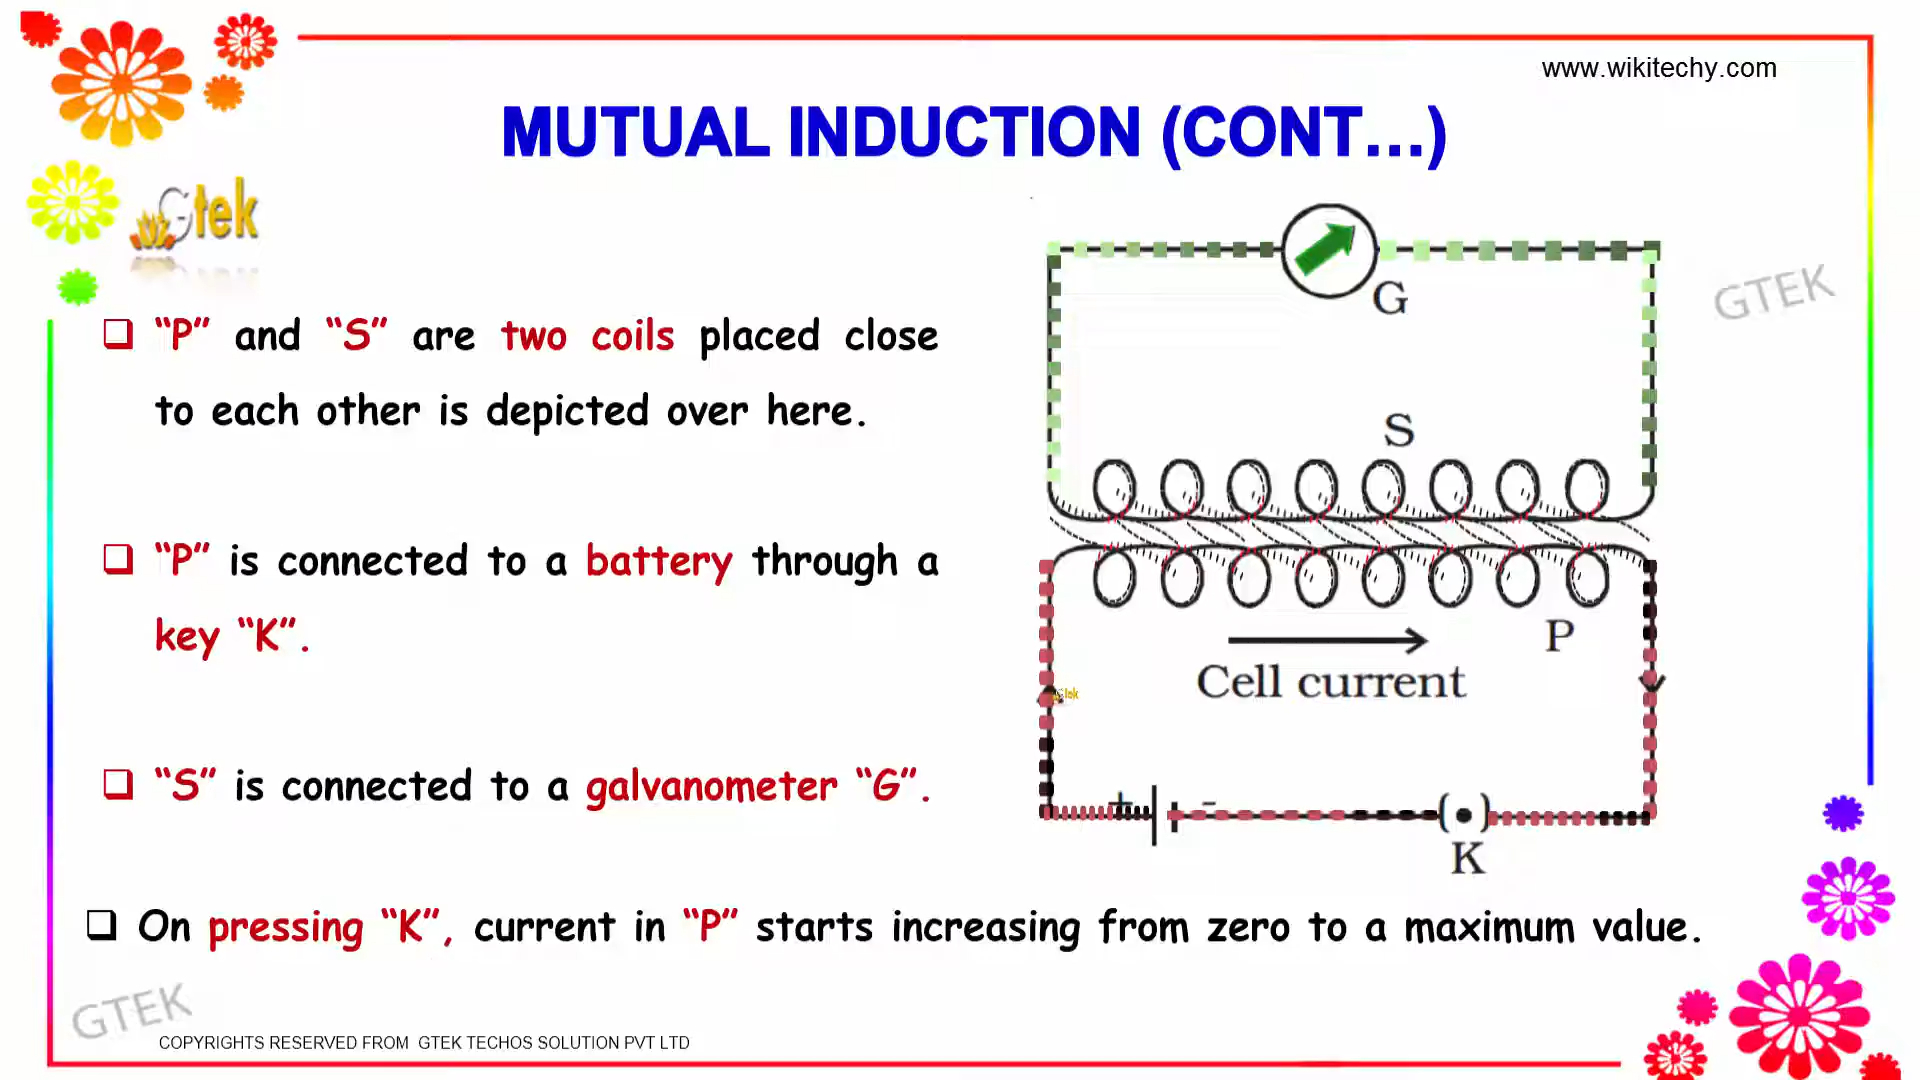 www.wikitechy.com
MUTUAL INDUCTION (CONT...)
Gtek
“P” and “S” are two coils placed close
to each other is depicted over here.
“P” is connected to a battery through a
key “K”.
“S” is connected to a galvanometer “G”.
On pressing “K”, current in “P” starts increasing from zero to a maximum value.
G
GTEK
S
P
Cell current
+ -
K
GTEK
COPYRIGHTS RESERVED FROM GTEK TECHOS SOLUTION PVT LTD